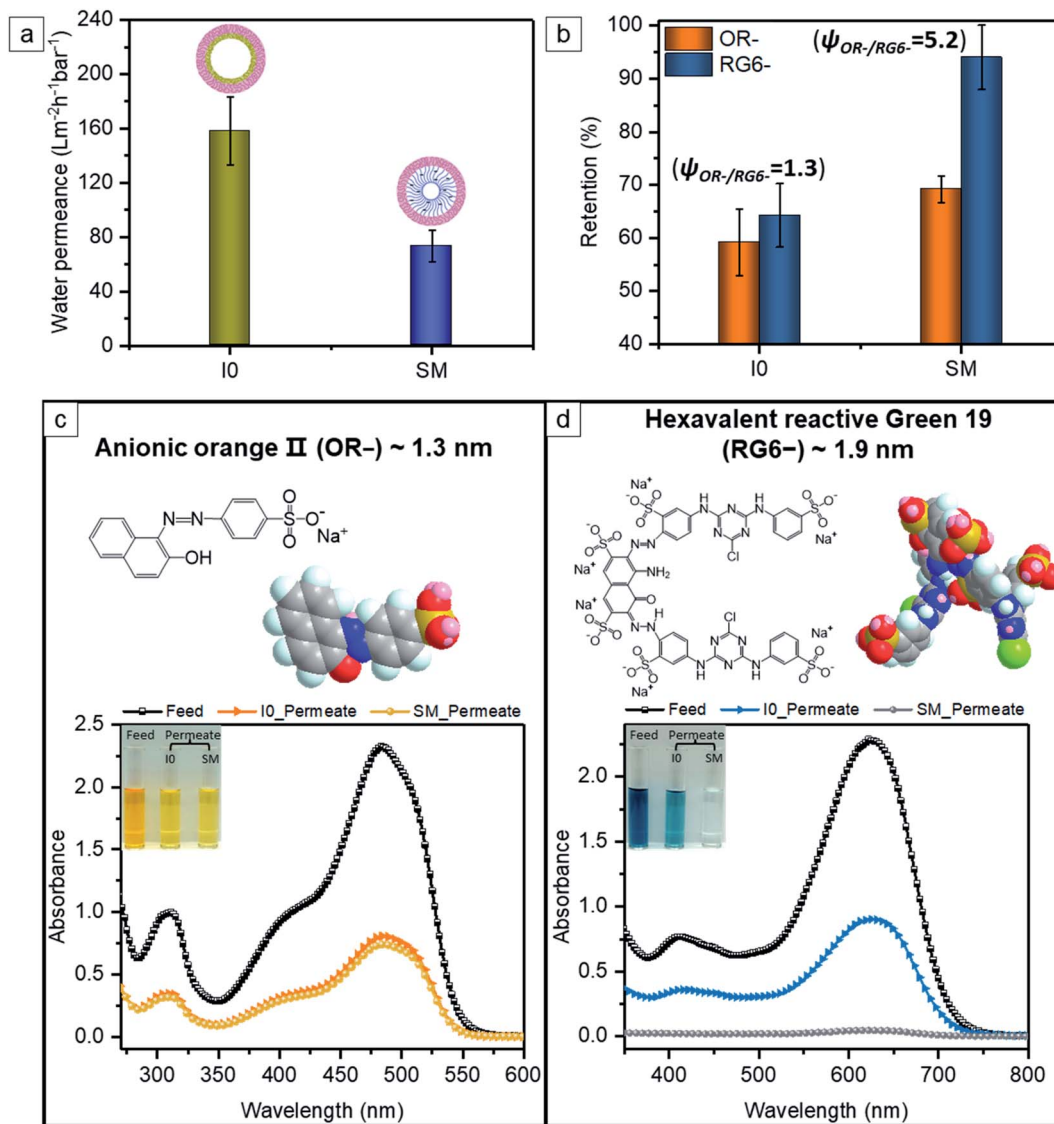 a
Water permeance (Lm⁻²h⁻¹bar⁻¹)
240
200
160
120
80
40
0
I0
SM
b
Retention (%)
100
90
80
70
60
50
40
OR-
RG6-
(ψOR-/RG6-=5.2)
(ψOR-/RG6-=1.3)
I0
SM
c
Anionic orange II (OR−) ~ 1.3 nm
N=N
O
S
O⁻
O
Na⁺
OH
Feed
I0_Permeate
SM_Permeate
Feed
Permeate
I0
SM
Absorbance
2.5
2.0
1.5
1.0
0.5
0.0
300
350
400
450
500
550
600
Wavelength (nm)
d
Hexavalent reactive Green 19
(RG6−) ~ 1.9 nm
Na⁺
⁻O
O
S
O
H
N
N
N
N
H
N
O
S
O⁻
O
Na⁺
N=N
Cl
Na⁺
NH₂
Na⁺
O
H
N-N
Cl
Na⁺
Na⁺
Feed
I0_Permeate
SM_Permeate
Feed
Permeate
I0
SM
Absorbance
2.5
2.0
1.5
1.0
0.5
0.0
400
500
600
700
800
Wavelength (nm)